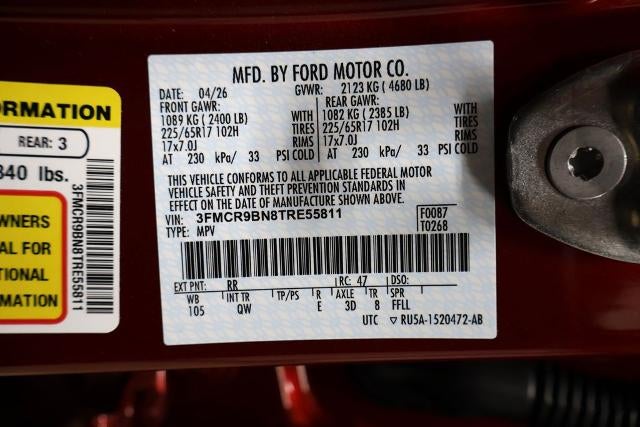 MFD. BY FORD MOTOR CO.
DATE: 04/26 GVWR: 2123 KG ( 4680 LB)
FRONT GAWR: REAR GAWR:
1089 KG ( 2400 LB) WITH 1082 KG ( 2385 LB) WITH
225/65R17 102H TIRES 225/65R17 102H TIRES
17x7.0J RIMS 17x7.0J RIMS
AT 230 kPa/ 33 PSI COLD AT 230 kPa/ 33 PSI COLD
THIS VEHICLE CONFORMS TO ALL APPLICABLE FEDERAL MOTOR
VEHICLE SAFETY AND THEFT PREVENTION STANDARDS IN
EFFECT ON THE DATE OF MANUFACTURE SHOWN ABOVE.
VIN: 3FMCR9BN8TRE55811 F0087
TYPE: MPV T0268
EXT PNT: RR RC: 47 DSO:
WB INT TR TP/PS R AXLE TR SPR
105 QW E 3D 8 FFLL
UTC RU5A-1520472-AB
ORMATION
REAR: 3
840 lbs.
WNERS
AL FOR
TIONAL
MATION
3FMCR9BN8TRE55811